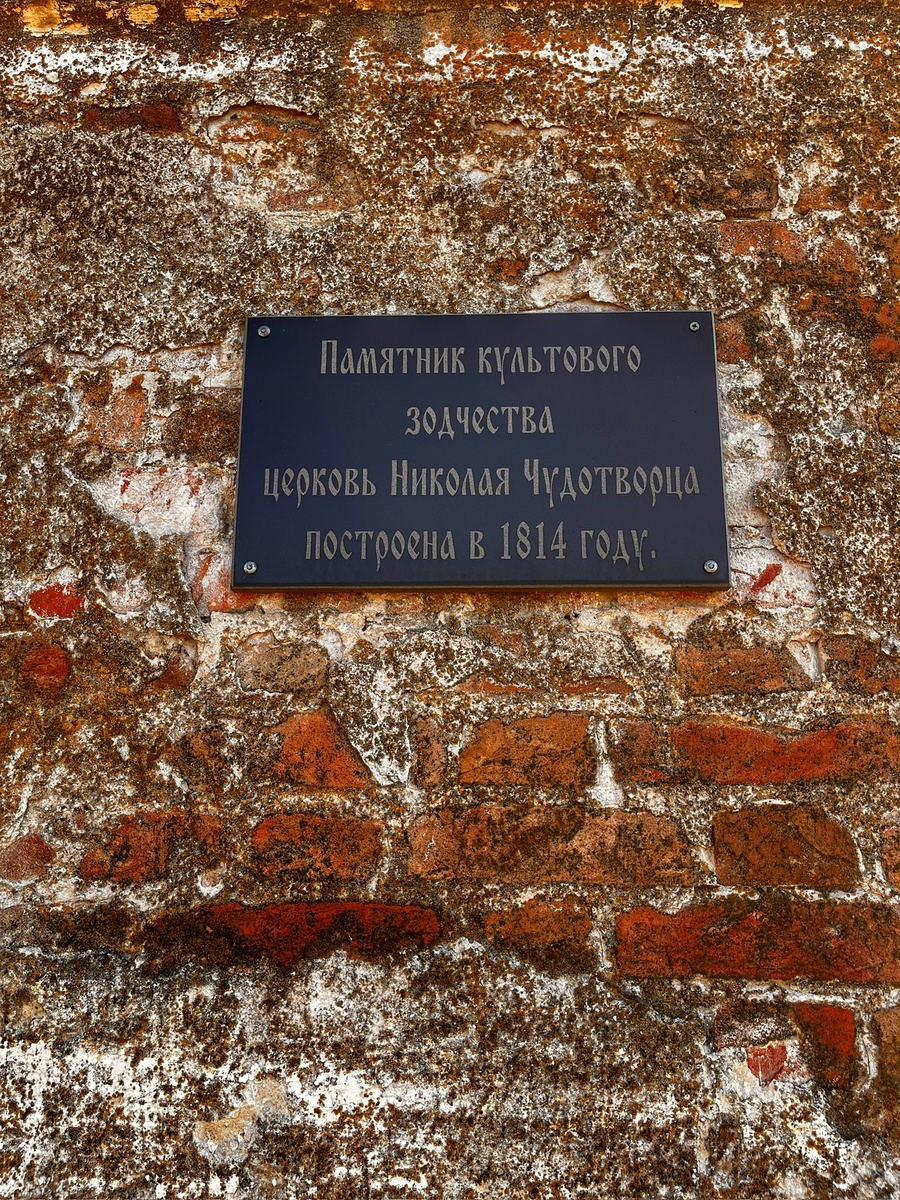 Памятник культового
зодчества
церковь Николая Чудотворца
построена в 1814 году.